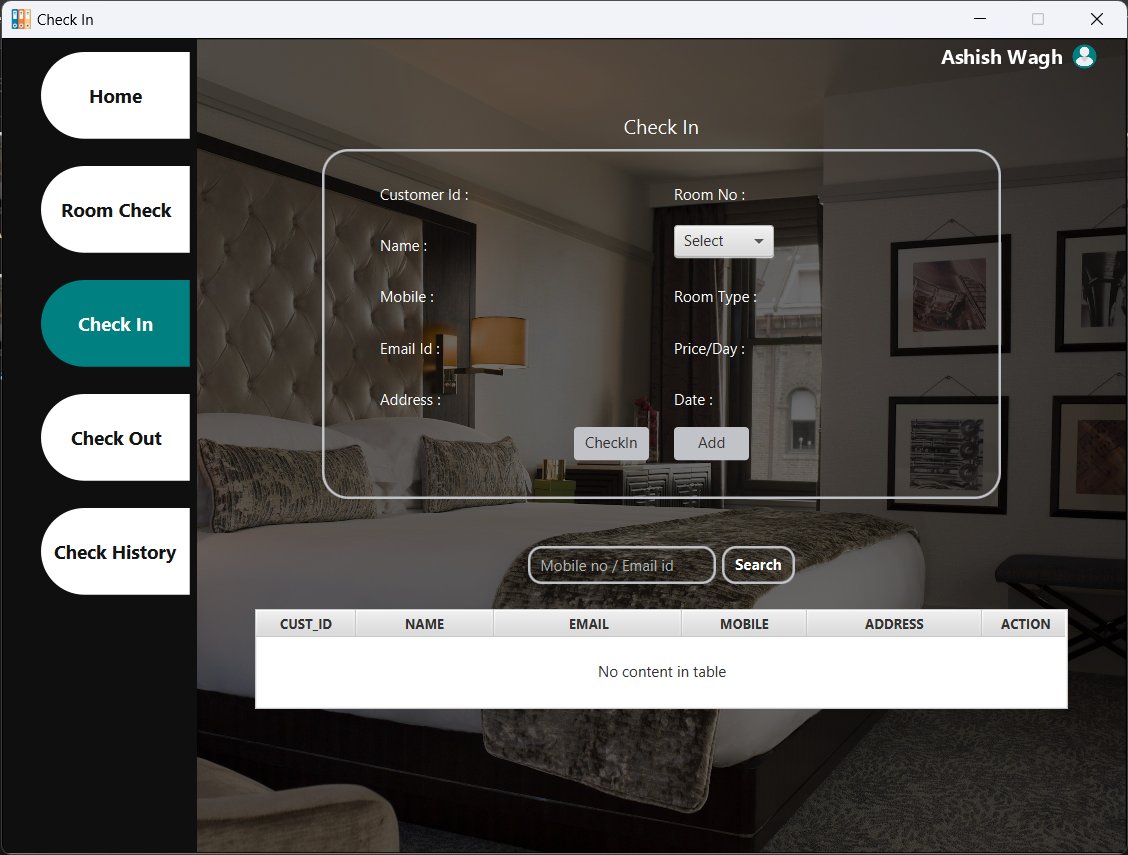 Check In
Ashish Wagh
Home
Room Check
Check In
Check Out
Check History
Check In
Customer Id :
Name :
Mobile :
Email Id :
Address :
Room No :
Select
Room Type :
Price/Day :
Date :
CheckIn
Add
Mobile no / Email id
Search
CUST_ID NAME EMAIL MOBILE ADDRESS ACTION
No content in table